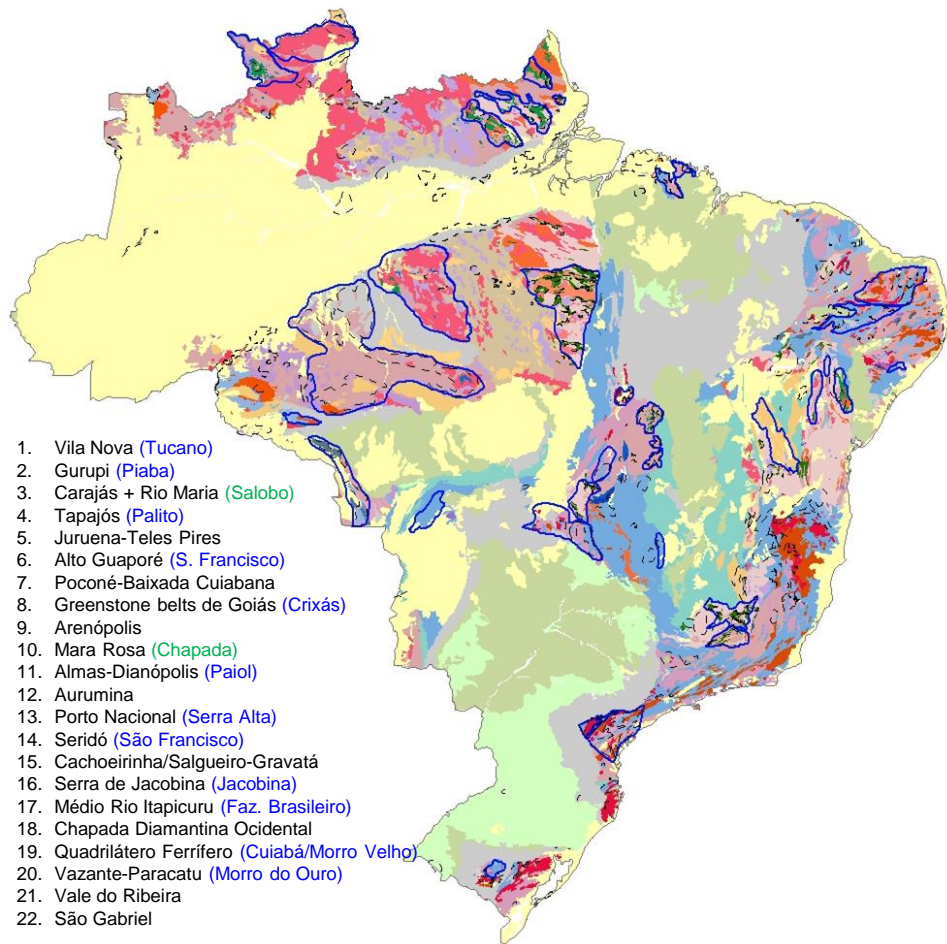 1. Vila Nova (Tucano)
2. Gurupi (Piaba)
3. Carajás + Rio Maria (Salobo)
4. Tapajós (Palito)
5. Juruena-Teles Pires
6. Alto Guaporé (S. Francisco)
7. Poconé-Baixada Cuiabana
8. Greenstone belts de Goiás (Crixás)
9. Arenópolis
10. Mara Rosa (Chapada)
11. Almas-Dianópolis (Paiol)
12. Aurumina
13. Porto Nacional (Serra Alta)
14. Seridó (São Francisco)
15. Cachoeirinha/Salgueiro-Gravatá
16. Serra de Jacobina (Jacobina)
17. Médio Rio Itapicuru (Faz. Brasileiro)
18. Chapada Diamantina Ocidental
19. Quadrilátero Ferrífero (Cuiabá/Morro Velho)
20. Vazante-Paracatu (Morro do Ouro)
21. Vale do Ribeira
22. São Gabriel